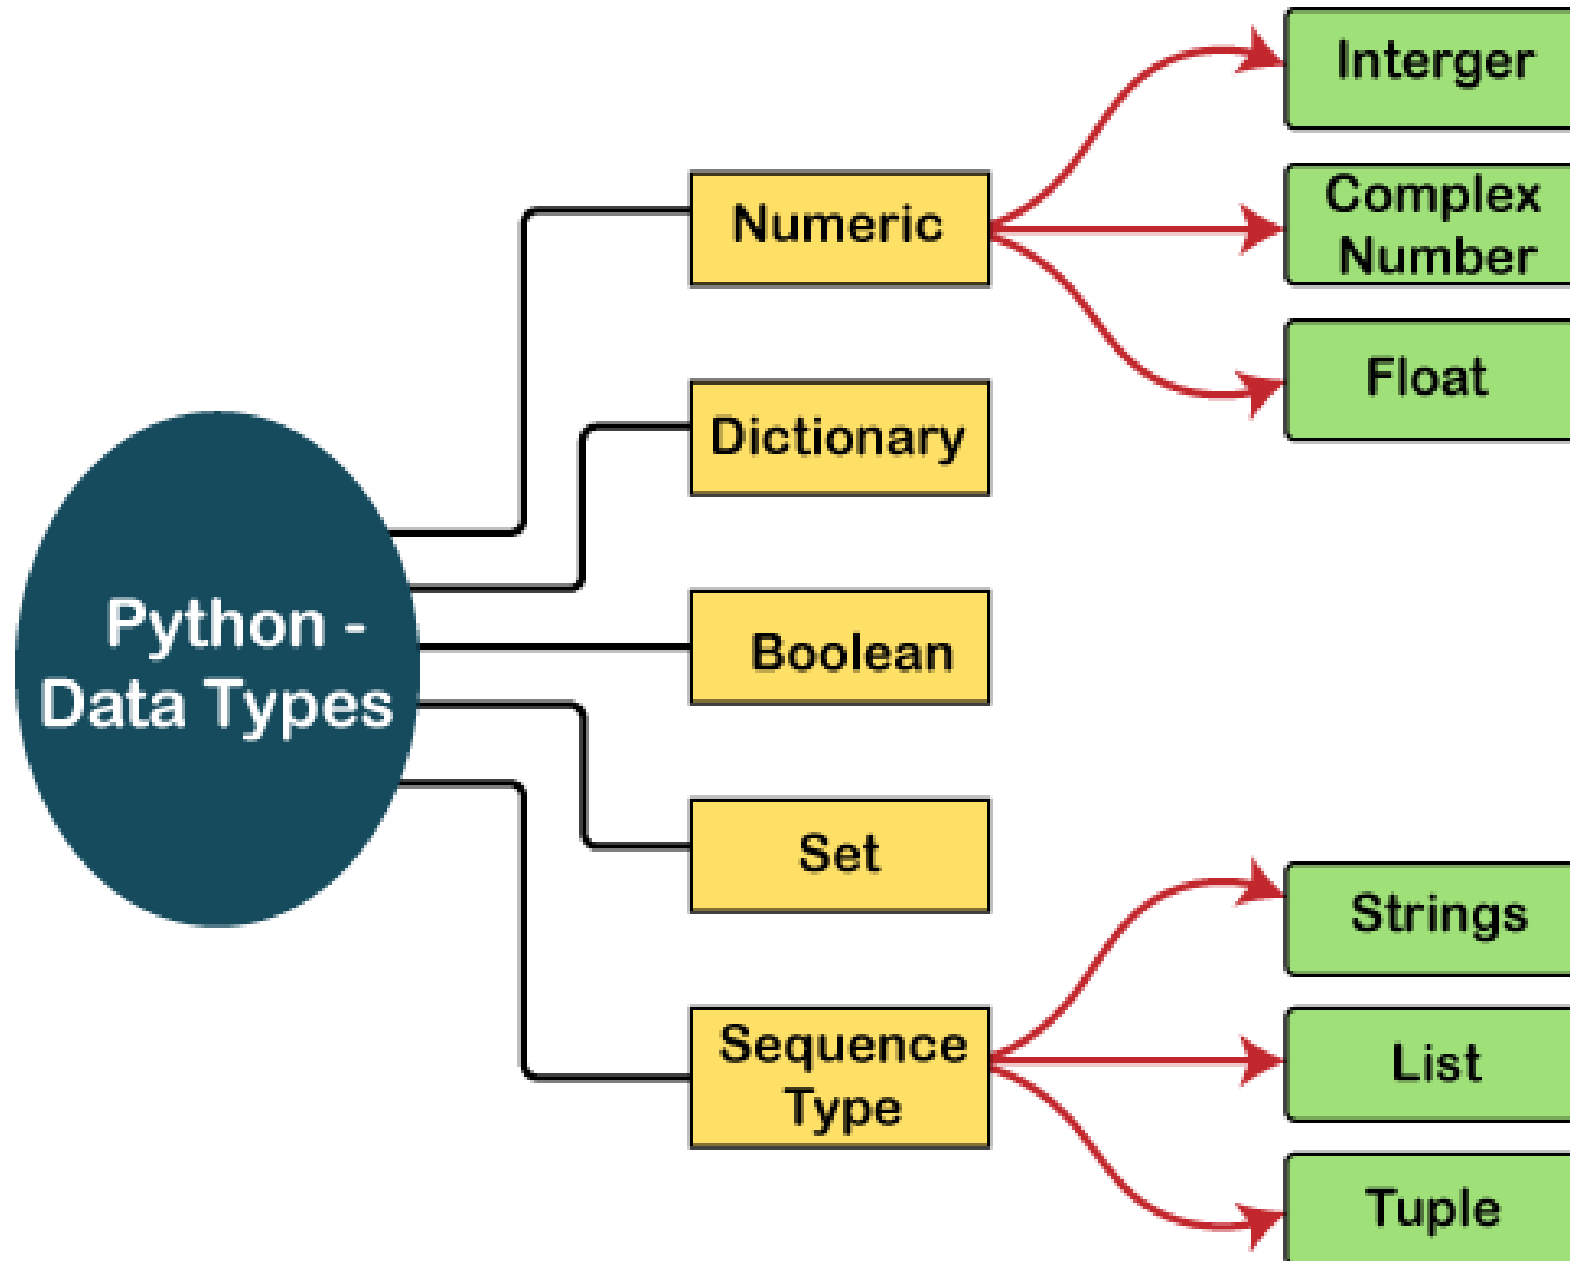 Python -
Data Types
Numeric
Dictionary
Boolean
Set
Sequence
Type
Interger
Complex
Number
Float
Strings
List
Tuple